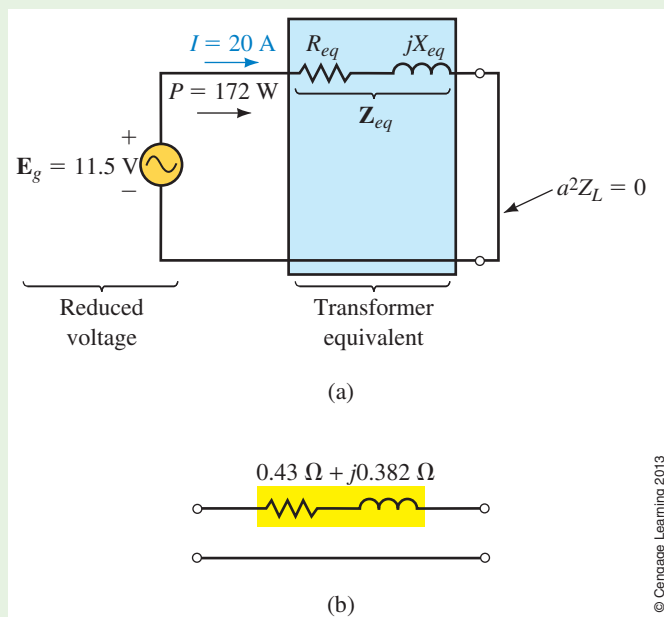 I = 20 A
R_eq
jX_eq
P = 172 W
Z_eq
+
E_g = 11.5 V
−
a²Z_L = 0
Reduced
voltage
Transformer
equivalent
(a)
0.43 Ω + j0.382 Ω
(b)
© Cengage Learning 2013